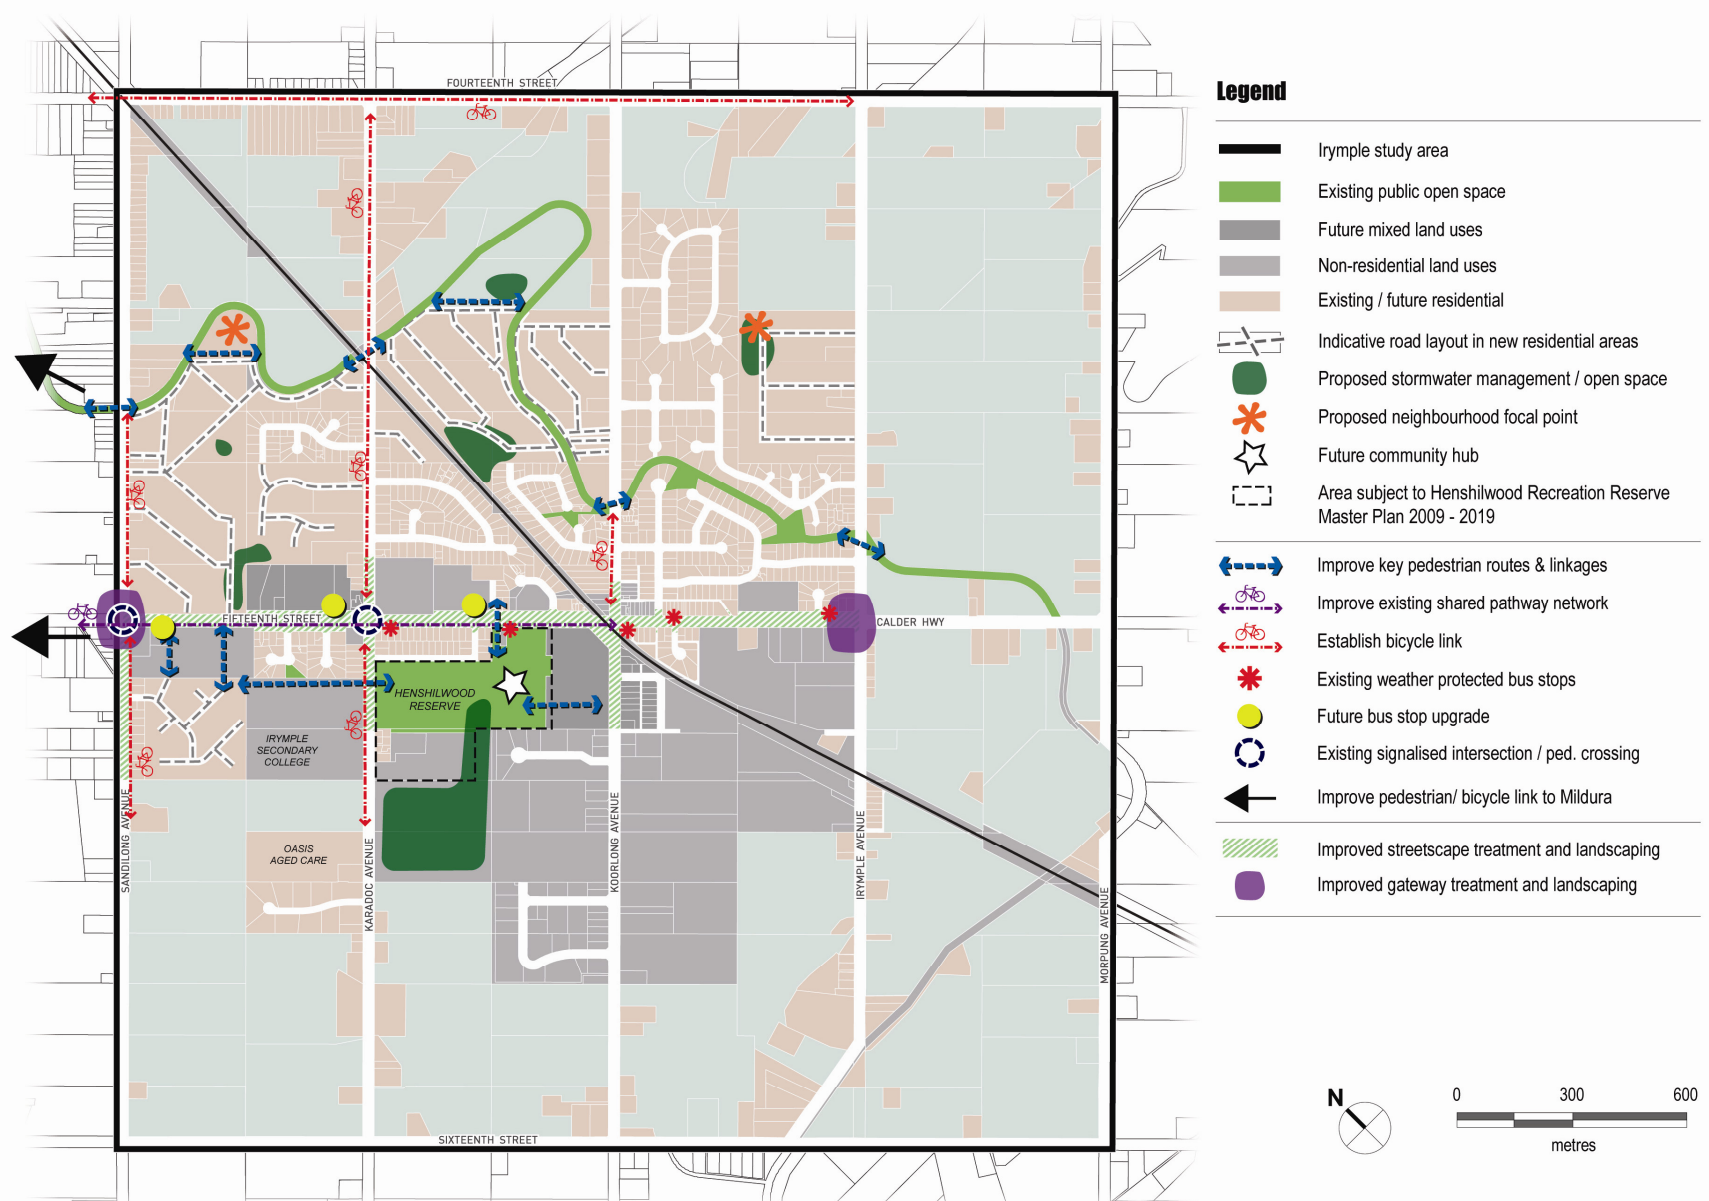 FOURTEENTH STREET
FIFTEENTH STREET
CALDER HWY
HENSHILWOOD
RESERVE
IRYMPLE
SECONDARY
COLLEGE
OASIS
AGED CARE
SANDILONG AVENUE
KARADOC AVENUE
KOORLONG AVENUE
IRYMPLE AVENUE
MORPUNG AVENUE
SIXTEENTH STREET
Legend
Irymple study area
Existing public open space
Future mixed land uses
Non-residential land uses
Existing / future residential
Indicative road layout in new residential areas
Proposed stormwater management / open space
Proposed neighbourhood focal point
Future community hub
Area subject to Henshilwood Recreation Reserve
Master Plan 2009 - 2019
Improve key pedestrian routes & linkages
Improve existing shared pathway network
Establish bicycle link
Existing weather protected bus stops
Future bus stop upgrade
Existing signalised intersection / ped. crossing
Improve pedestrian/ bicycle link to Mildura
Improved streetscape treatment and landscaping
Improved gateway treatment and landscaping
N
0 300 600
metres